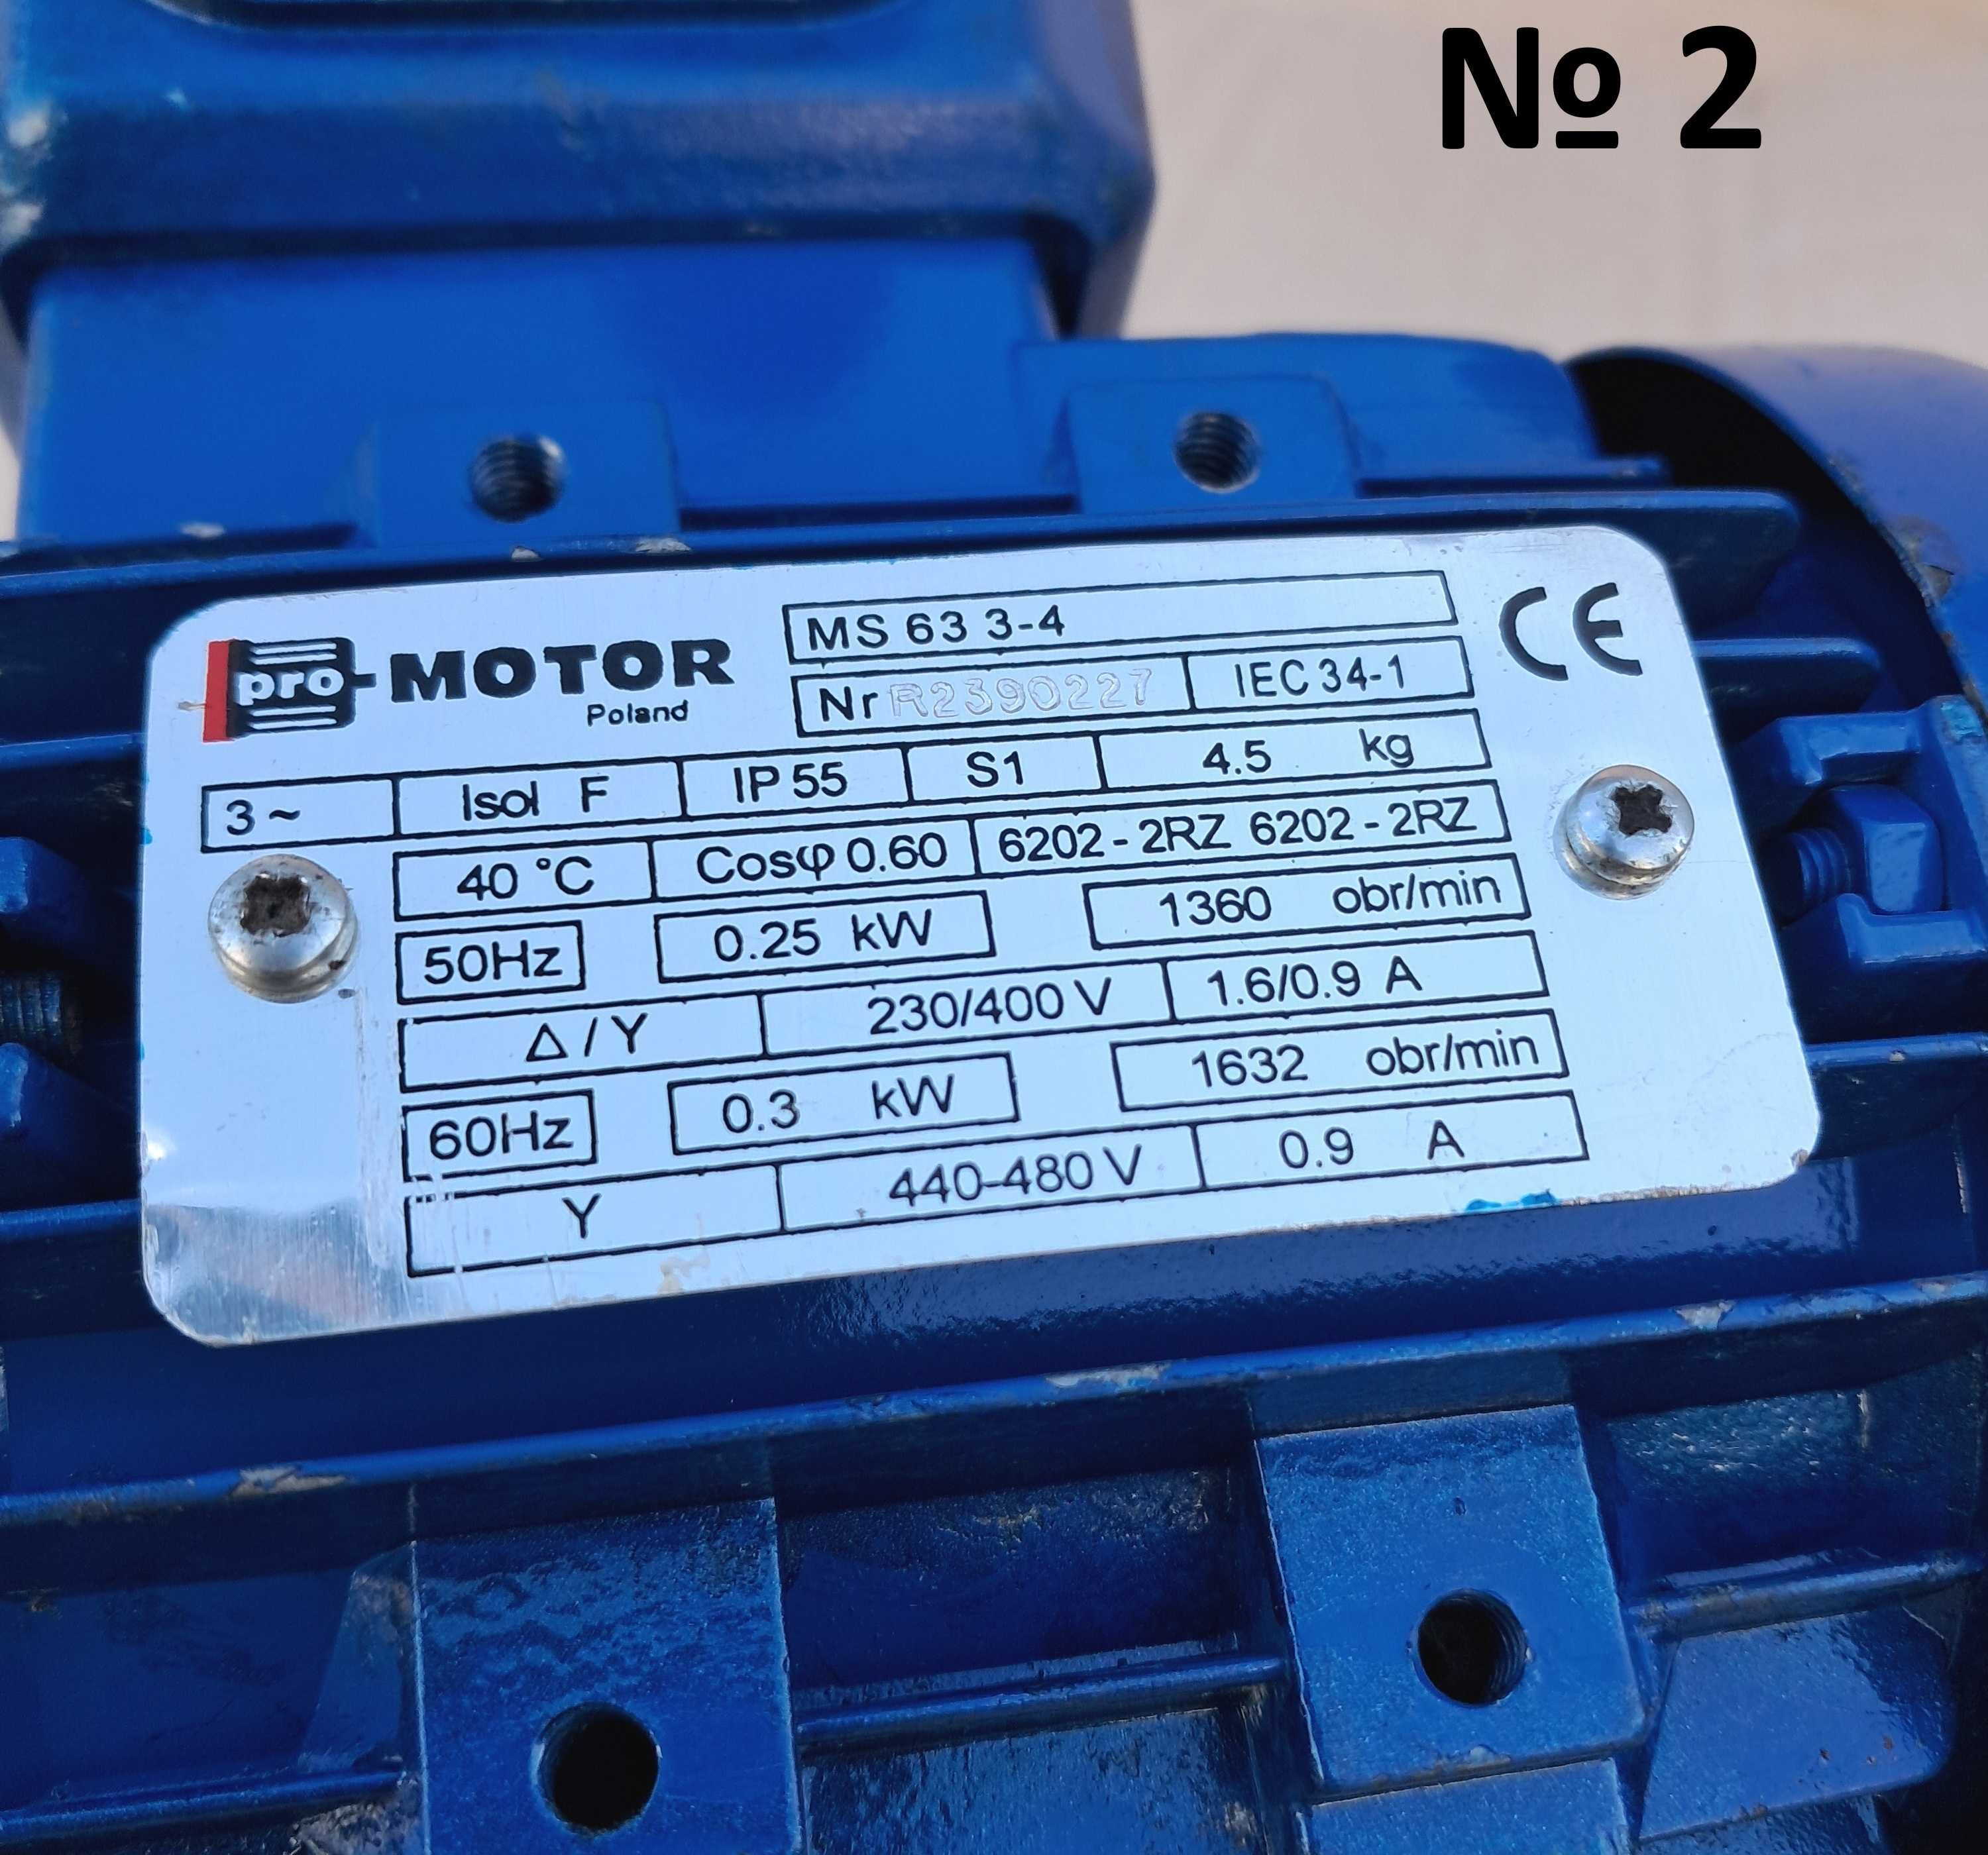 № 2
pro-MOTOR
Poland
MS 63 3-4
Nr R2390227 IEC 34-1
CE
3~ Isol F IP 55 S1 4.5 kg
40 °C Cosφ 0.60 6202-2RZ 6202-2RZ
50Hz 0.25 kW 1360 obr/min
Δ / Y 230/400 V 1.6/0.9 A
60Hz 0.3 kW 1632 obr/min
Y 440-480 V 0.9 A